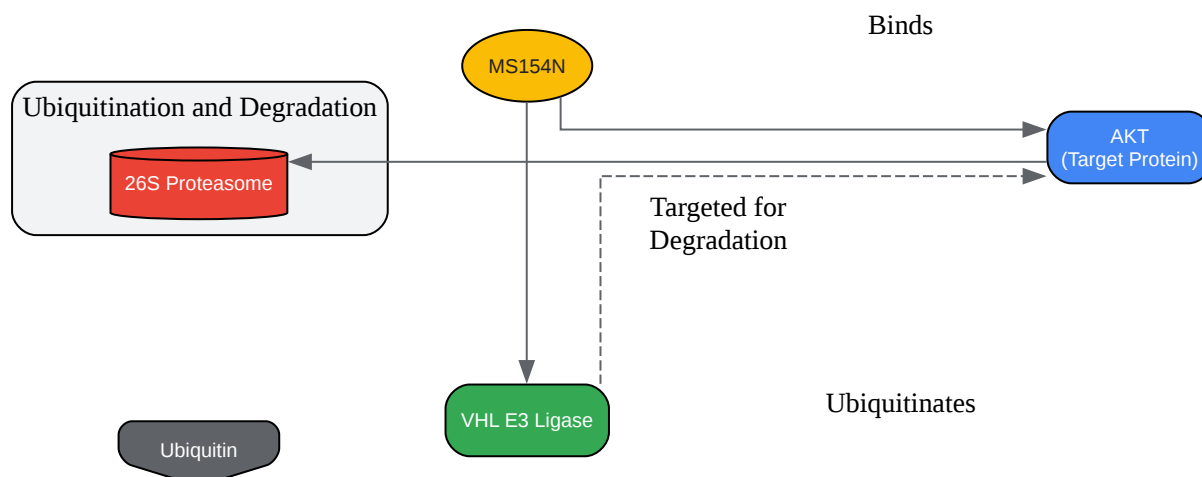 Binds
MS154N
Ubiquitination and Degradation
26S Proteasome
AKT
(Target Protein)
Targeted for
Degradation
VHL E3 Ligase
Ubiquitinates
Ubiquitin